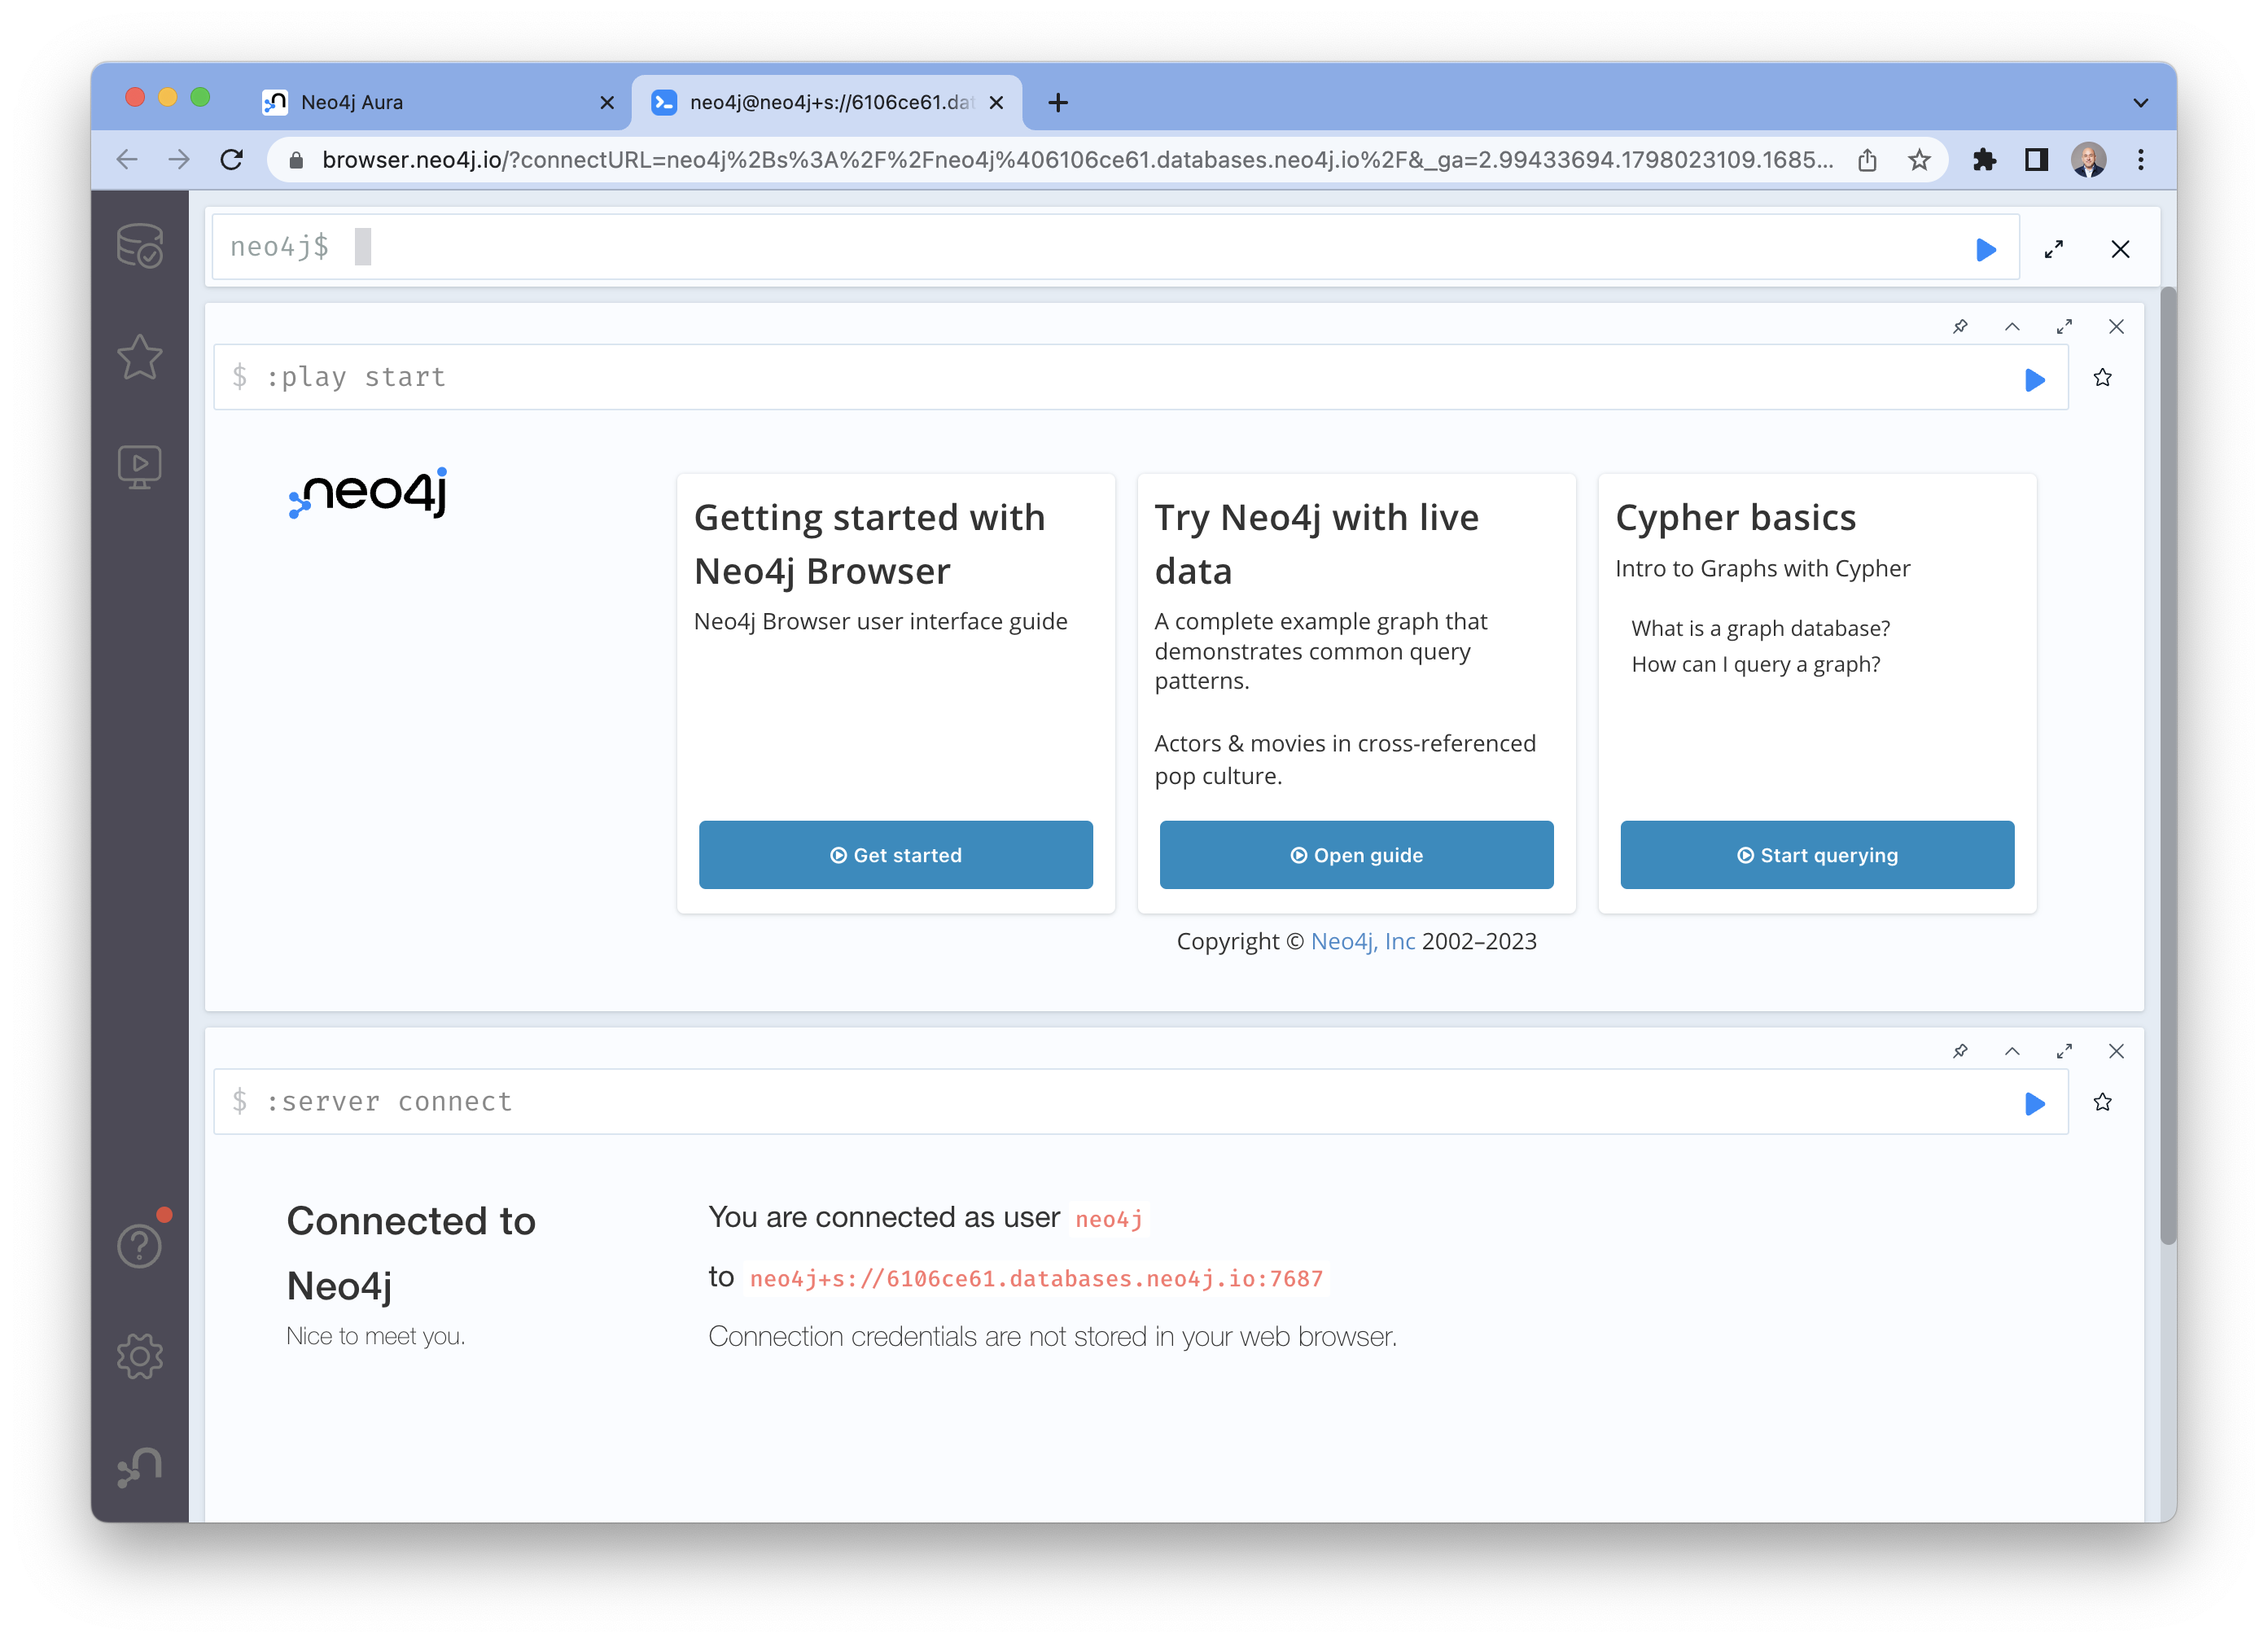 Neo4j Aura
neo4j@neo4j+s://6106ce61.dat
browser.neo4j.io/?connectURL=neo4j%2Bs%3A%2F%2Fneo4j%406106ce61.databases.neo4j.io%2F&_ga=2.99433694.1798023109.1685...
neo4j$
$ :play start
neo4j
Getting started with
Neo4j Browser
Neo4j Browser user interface guide
Get started
Try Neo4j with live
data
A complete example graph that
demonstrates common query
patterns.
Actors & movies in cross-referenced
pop culture.
Open guide
Cypher basics
Intro to Graphs with Cypher
What is a graph database?
How can I query a graph?
Start querying
Copyright © Neo4j, Inc 2002–2023
$ :server connect
Connected to
Neo4j
Nice to meet you.
You are connected as user neo4j
to neo4j+s://6106ce61.databases.neo4j.io:7687
Connection credentials are not stored in your web browser.